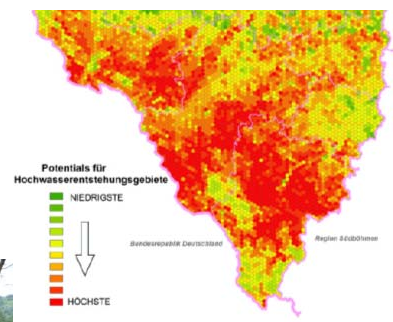 Potentials für
Hochwasserentstehungsgebiete
NIEDRIGSTE
HÖCHSTE
Bundesrepublik Deutschland
Region Südböhmen